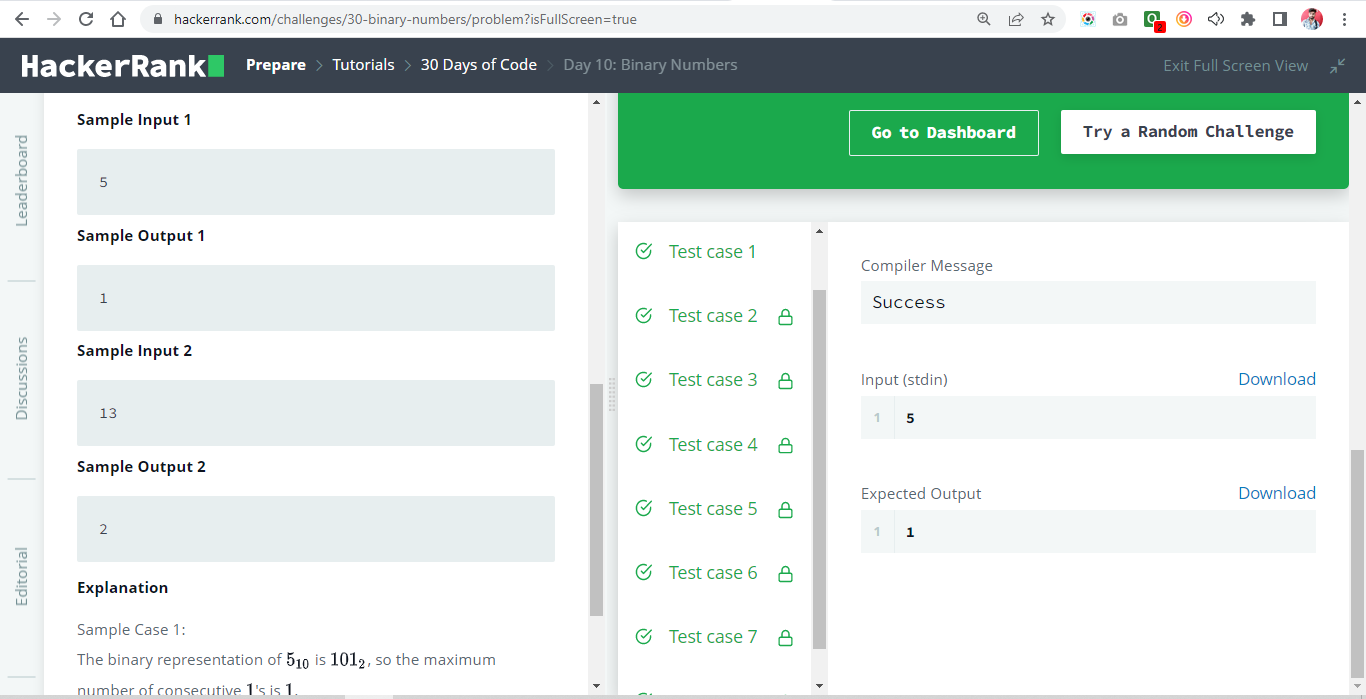 hackerrank.com/challenges/30-binary-numbers/problem?isFullScreen=true
2
HackerRank
Prepare > Tutorials > 30 Days of Code > Day 10: Binary Numbers
Exit Full Screen View
Leaderboard
Discussions
Editorial
Sample Input 1
5
Sample Output 1
1
Sample Input 2
13
Sample Output 2
2
Explanation
Sample Case 1:
The binary representation of 5₁₀ is 101₂, so the maximum
number of consecutive 1's is 1.
Go to Dashboard
Try a Random Challenge
Test case 1
Test case 2
Test case 3
Test case 4
Test case 5
Test case 6
Test case 7
Compiler Message
Success
Input (stdin)
Download
1 5
Expected Output
Download
1 1